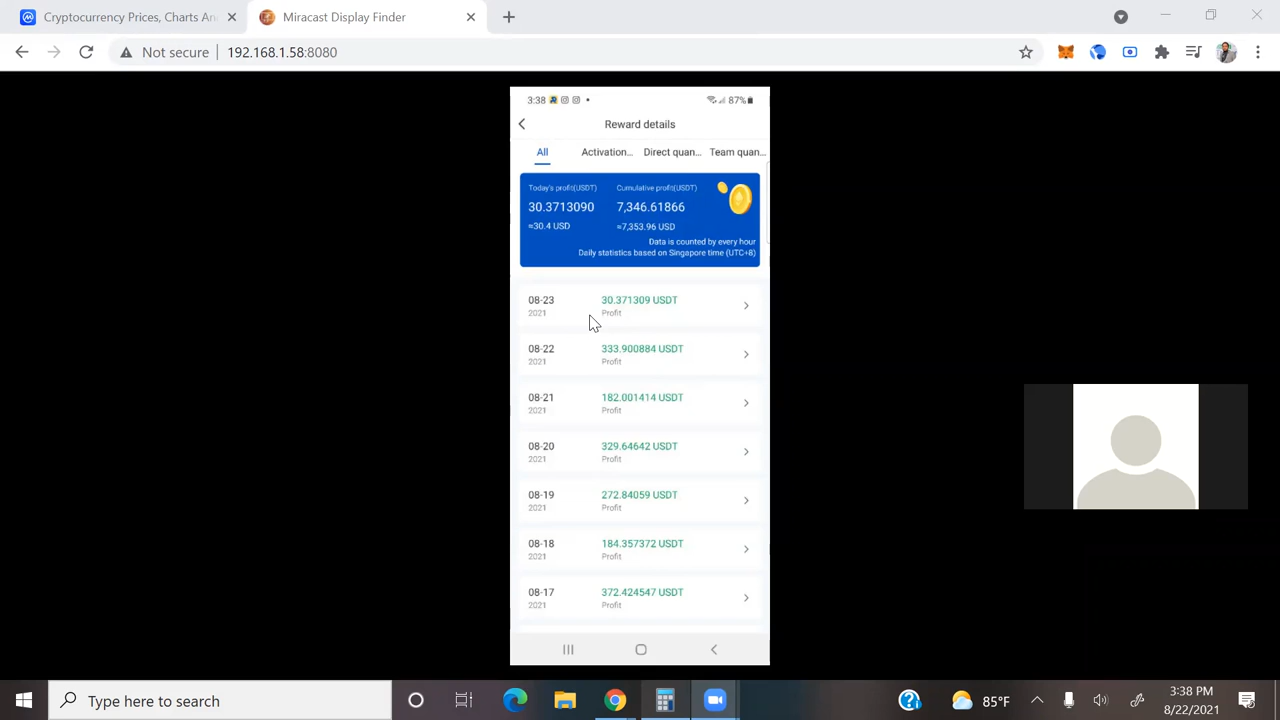 Cryptocurrency Prices, Charts An
Miracast Display Finder
Not secure
192.168.1.58:8080
3:38
87%
Reward details
All
Activation...
Direct quan...
Team quan...
Today's profit(USDT)
Cumulative profit(USDT)
30.3713090
7,346.61866
≈30.4 USD
≈7,353.96 USD
Data is counted by every hour
Daily statistics based on Singapore time (UTC+8)
08-23
30.371309 USDT
2021
Profit
08-22
333.900884 USDT
2021
Profit
08-21
182.001414 USDT
2021
Profit
08-20
329.64642 USDT
2021
Profit
08-19
272.84059 USDT
2021
Profit
08-18
184.357372 USDT
2021
Profit
08-17
372.424547 USDT
2021
Profit
Type here to search
85°F
3:38 PM
8/22/2021